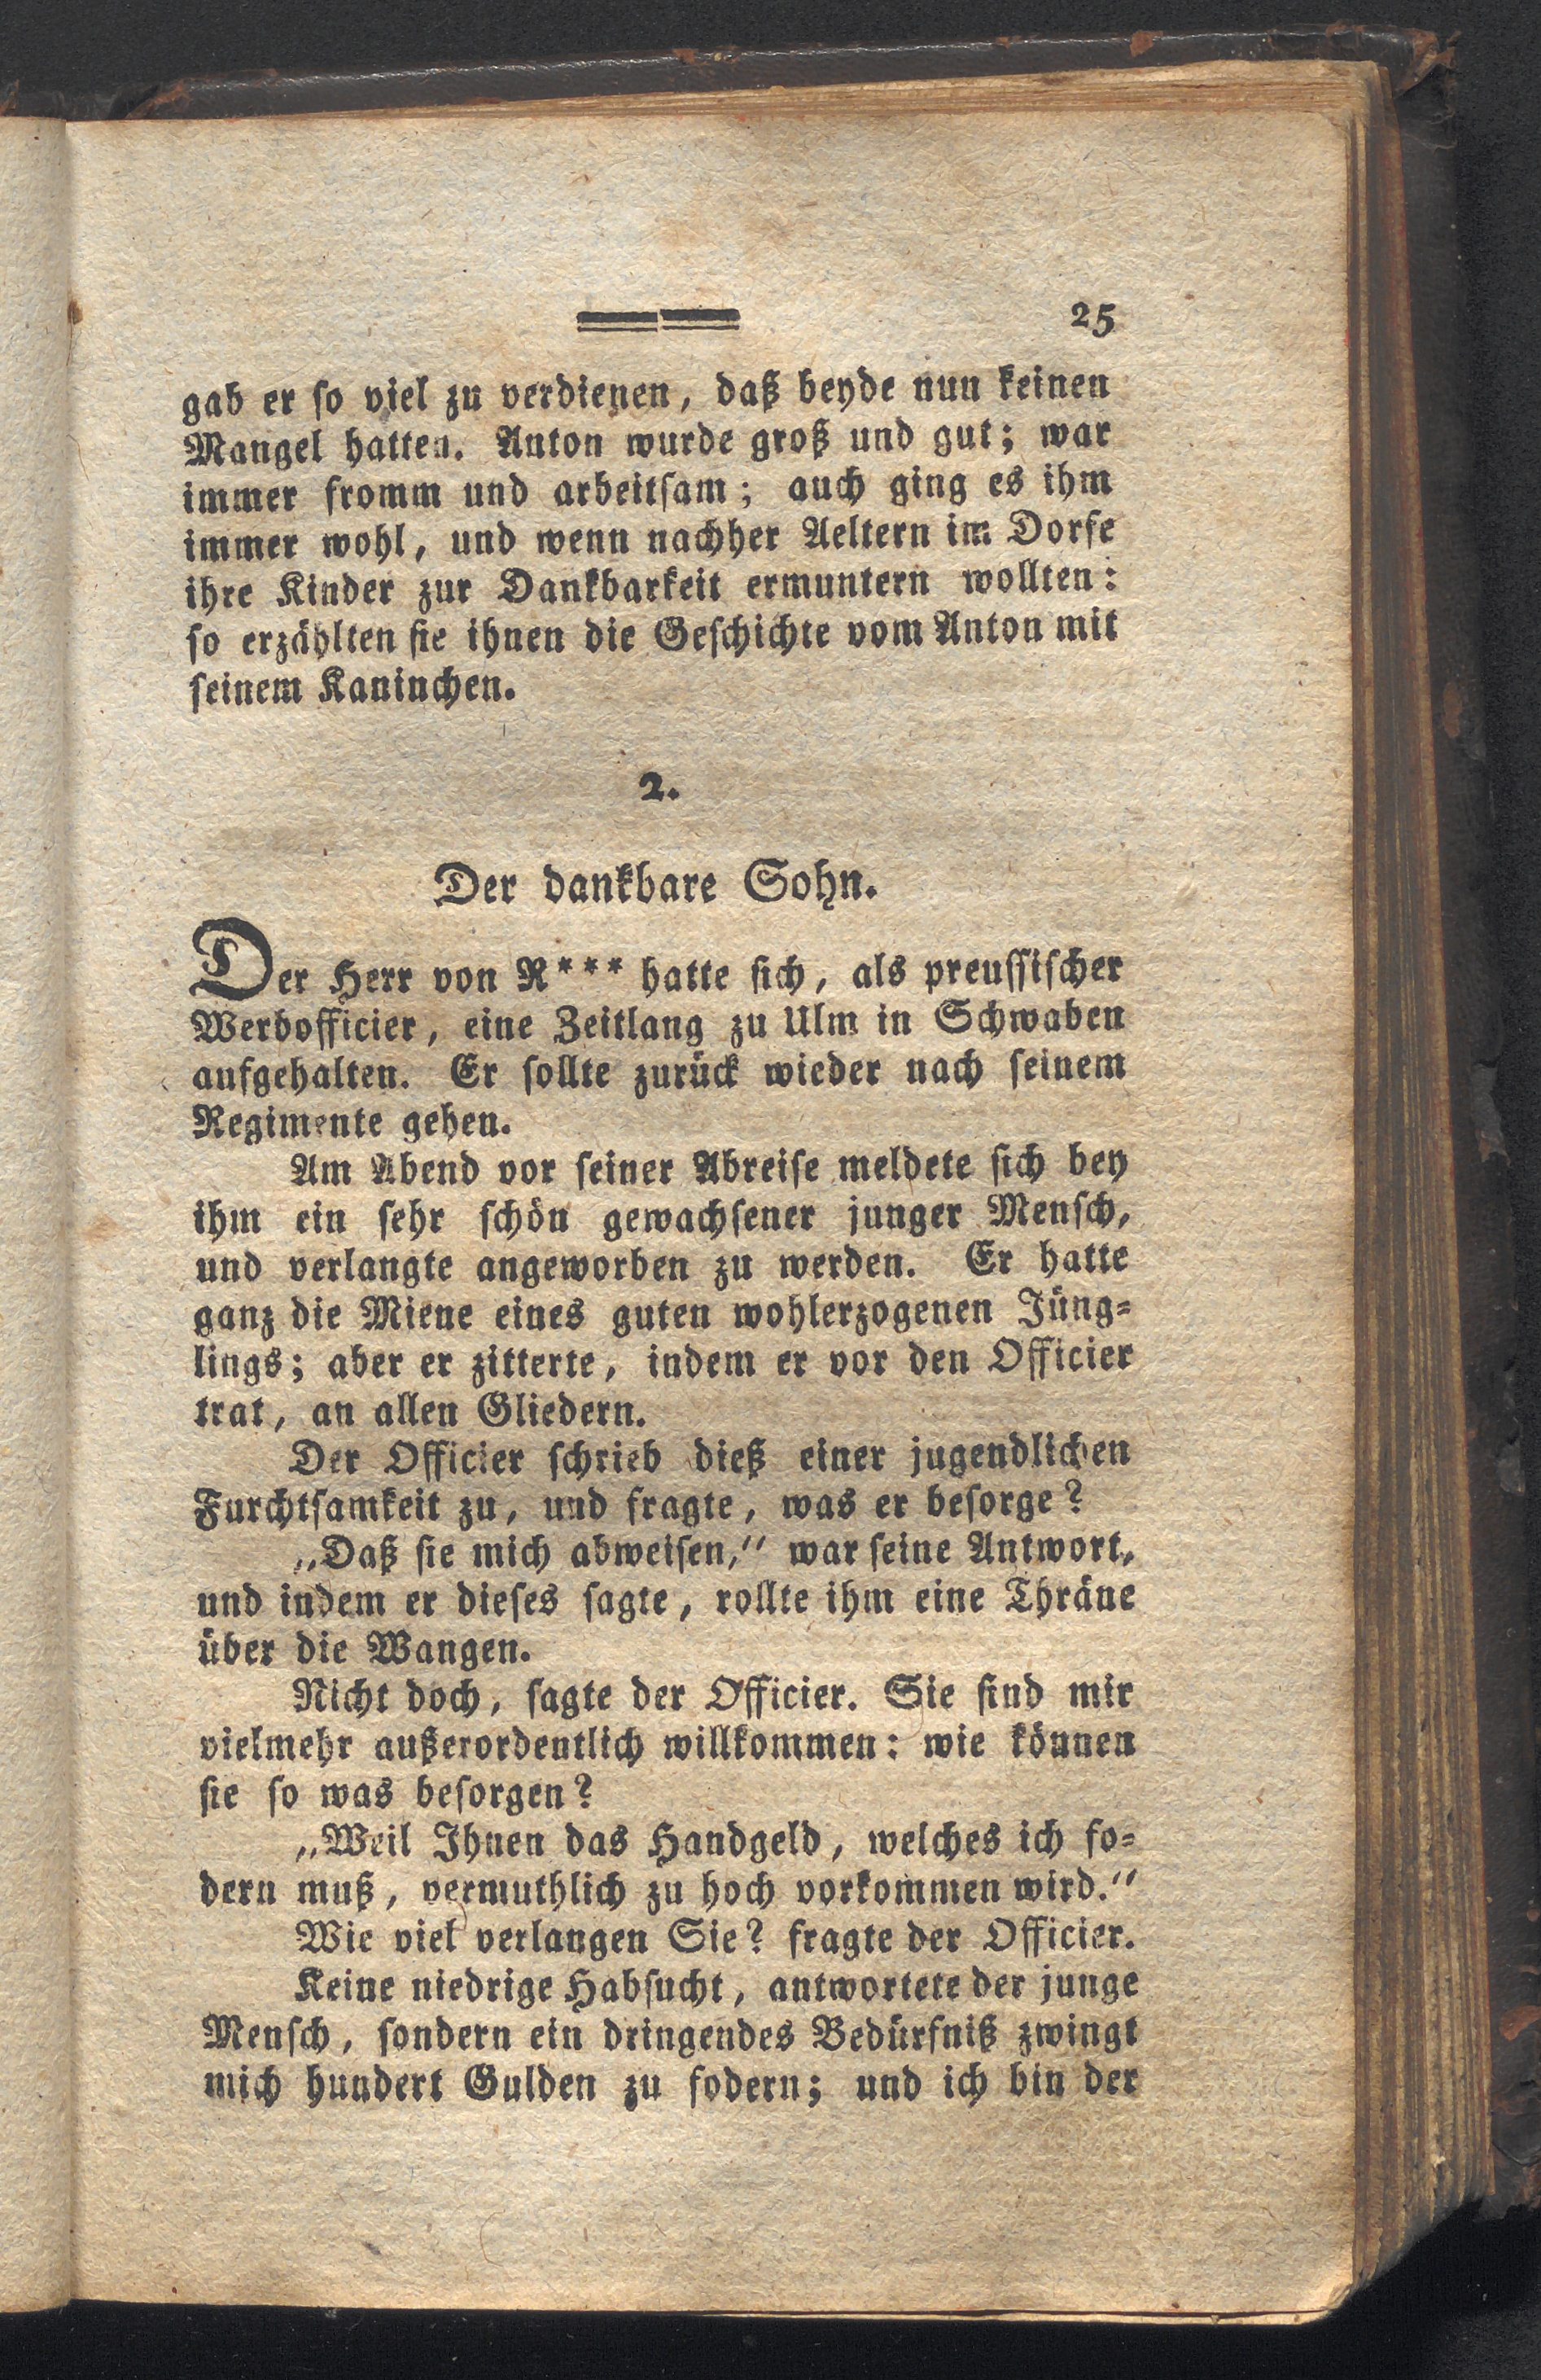 25
gab er ſo viel zu verdienen, daß beyde nun keinen
Mangel hatten. Anton wurde groß und gut; war
immer fromm und arbeitſam; auch ging es ihm
immer wohl, und wenn nachher Aeltern im Dorfe
ihre Kinder zur Dankbarkeit ermuntern wollten:
ſo erzählten ſie ihnen die Geſchichte vom Anton mit
ſeinem Kaninchen.
2.
Der dankbare Sohn.
Der Herr von R*** hatte ſich, als preuſſiſcher
Werbofficier, eine Zeitlang zu Ulm in Schwaben
aufgehalten. Er ſollte zurück wieder nach ſeinem
Regimente gehen.
Am Abend vor ſeiner Abreiſe meldete ſich bey
ihm ein ſehr ſchön gewachſener junger Menſch,
und verlangte angeworben zu werden. Er hatte
ganz die Miene eines guten wohlerzogenen Jüng⸗
lings; aber er zitterte, indem er vor den Officier
trat, an allen Gliedern.
Der Officier ſchrieb dieß einer jugendlichen
Furchtſamkeit zu, und fragte, was er beſorge?
„Daß ſie mich abweiſen,“ war ſeine Antwort,
und indem er dieſes ſagte, rollte ihm eine Thräne
über die Wangen.
Nicht doch, ſagte der Officier. Sie ſind mir
vielmehr außerordentlich willkommen: wie können
ſie ſo was beſorgen?
„Weil Ihnen das Handgeld, welches ich fo⸗
dern muß, vermuthlich zu hoch vorkommen wird.“
Wie viel verlangen Sie? fragte der Officier.
Keine niedrige Habſucht, antwortete der junge
Menſch, ſondern ein dringendes Bedürfniß zwingt
mich hundert Gulden zu fodern; und ich bin der